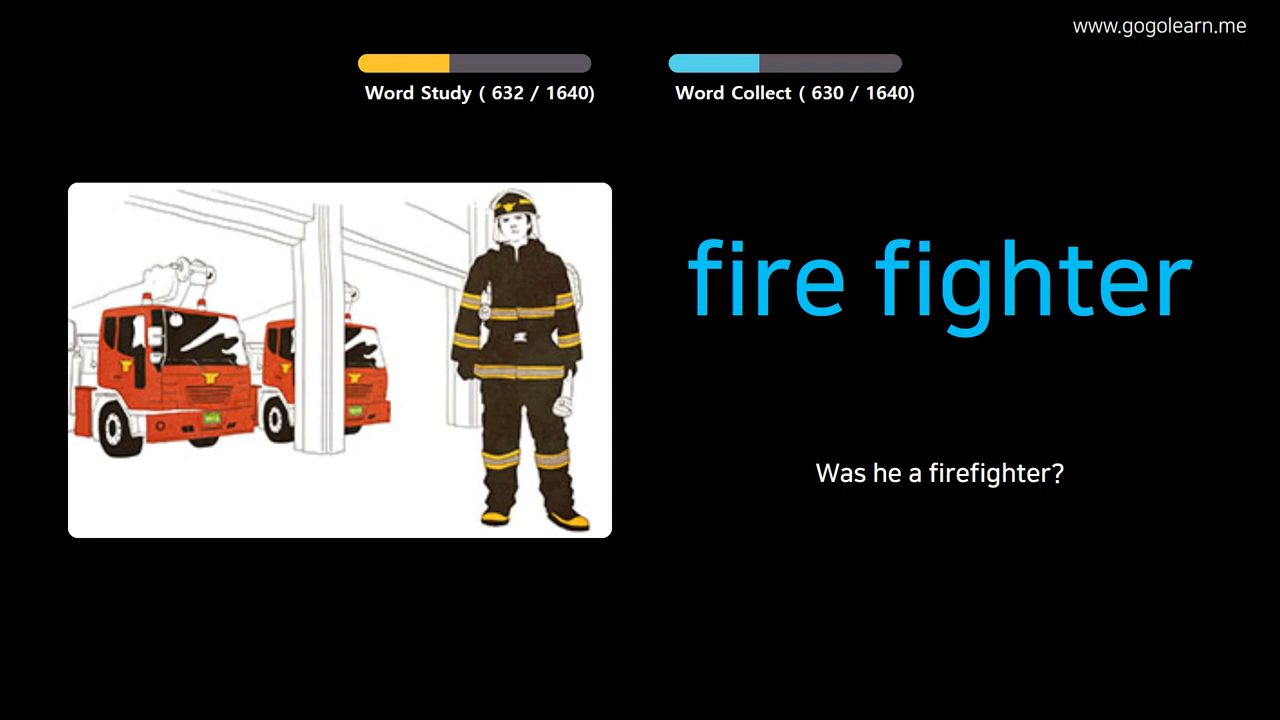 www.gogolearn.me
Word Study ( 632 / 1640)
Word Collect ( 630 / 1640)
fire fighter
Was he a firefighter?